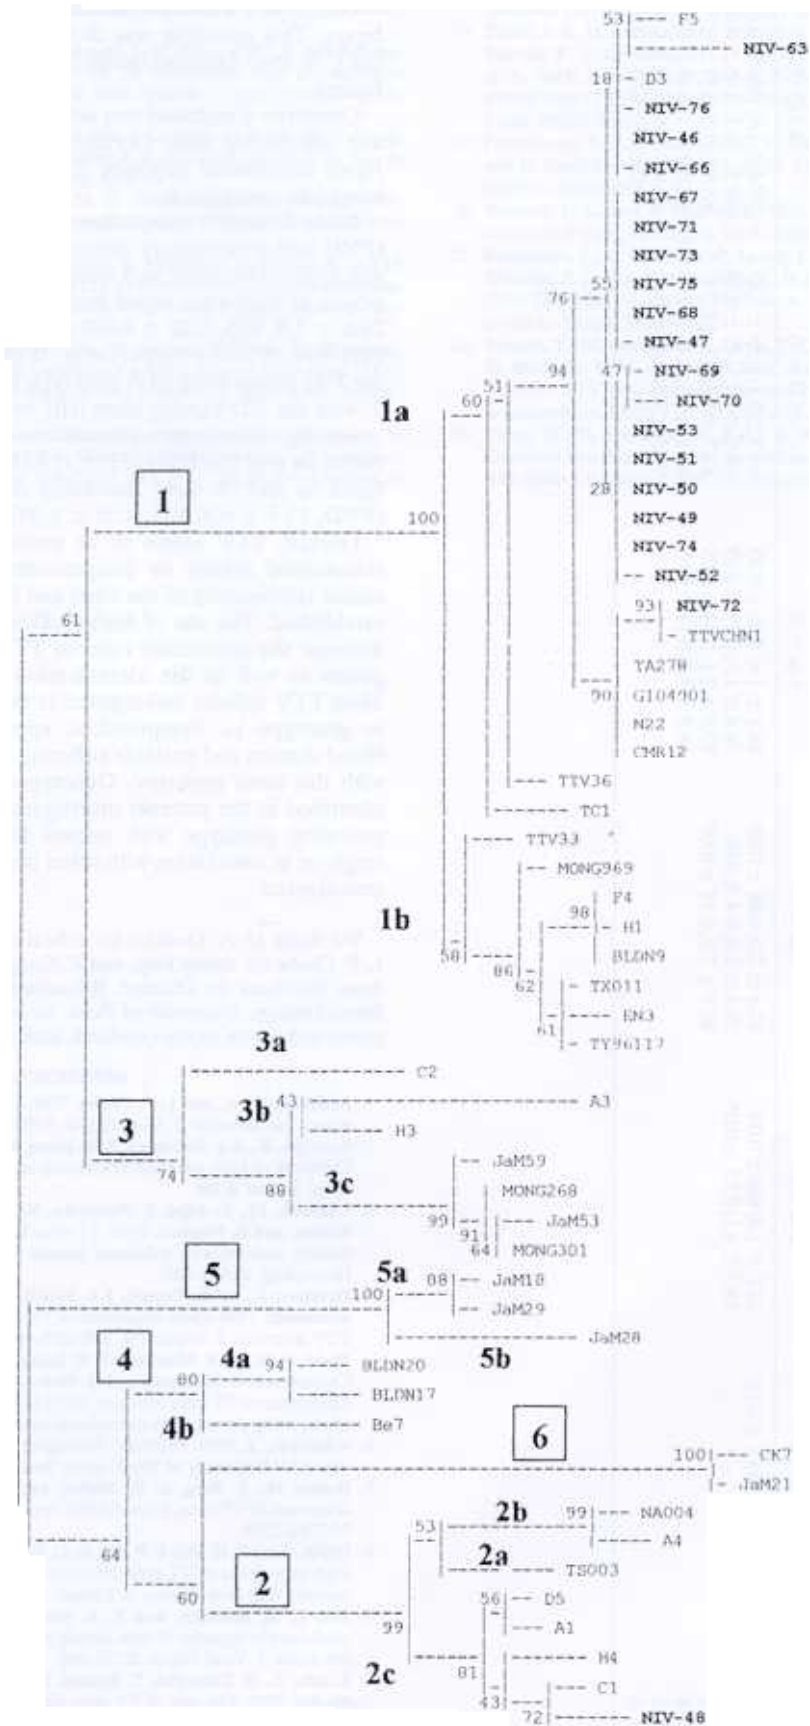 53 F5
NIV-63
18 D3
NIV-76
NIV-46
NIV-66
NIV-67
NIV-71
NIV-73
55 NIV-75
76 NIV-68
NIV-47
94 47 NIV-69
51 NIV-70
1a 60
NIV-53
NIV-51
1 28 NIV-50
100 NIV-49
NIV-74
NIV-52
93 NIV-72
61 TTVCHN1
YA278
90 G104901
N22
CMR12
TTV36
TC1
TTV33
MONG969
F4
1b 98 H1
58 BLDN9
86
62 TX011
EN3
61
TY96117
3a
C2
3b 43 A3
3 H3
74 JaM59
3c 88 MONG268
99 JaM53
91
64 MONG301
5 5a 88 JaM18
100 JaM29
JaM28
4 4a 94 BLDN20 5b
80 BLDN17
4b Be7
6
100 CK7
JaM21
2b 99 NA004
53 A4
64 2a TS003
2
60 56 D5
99 A1
2c 81 H4
43 C1
72 NIV-48